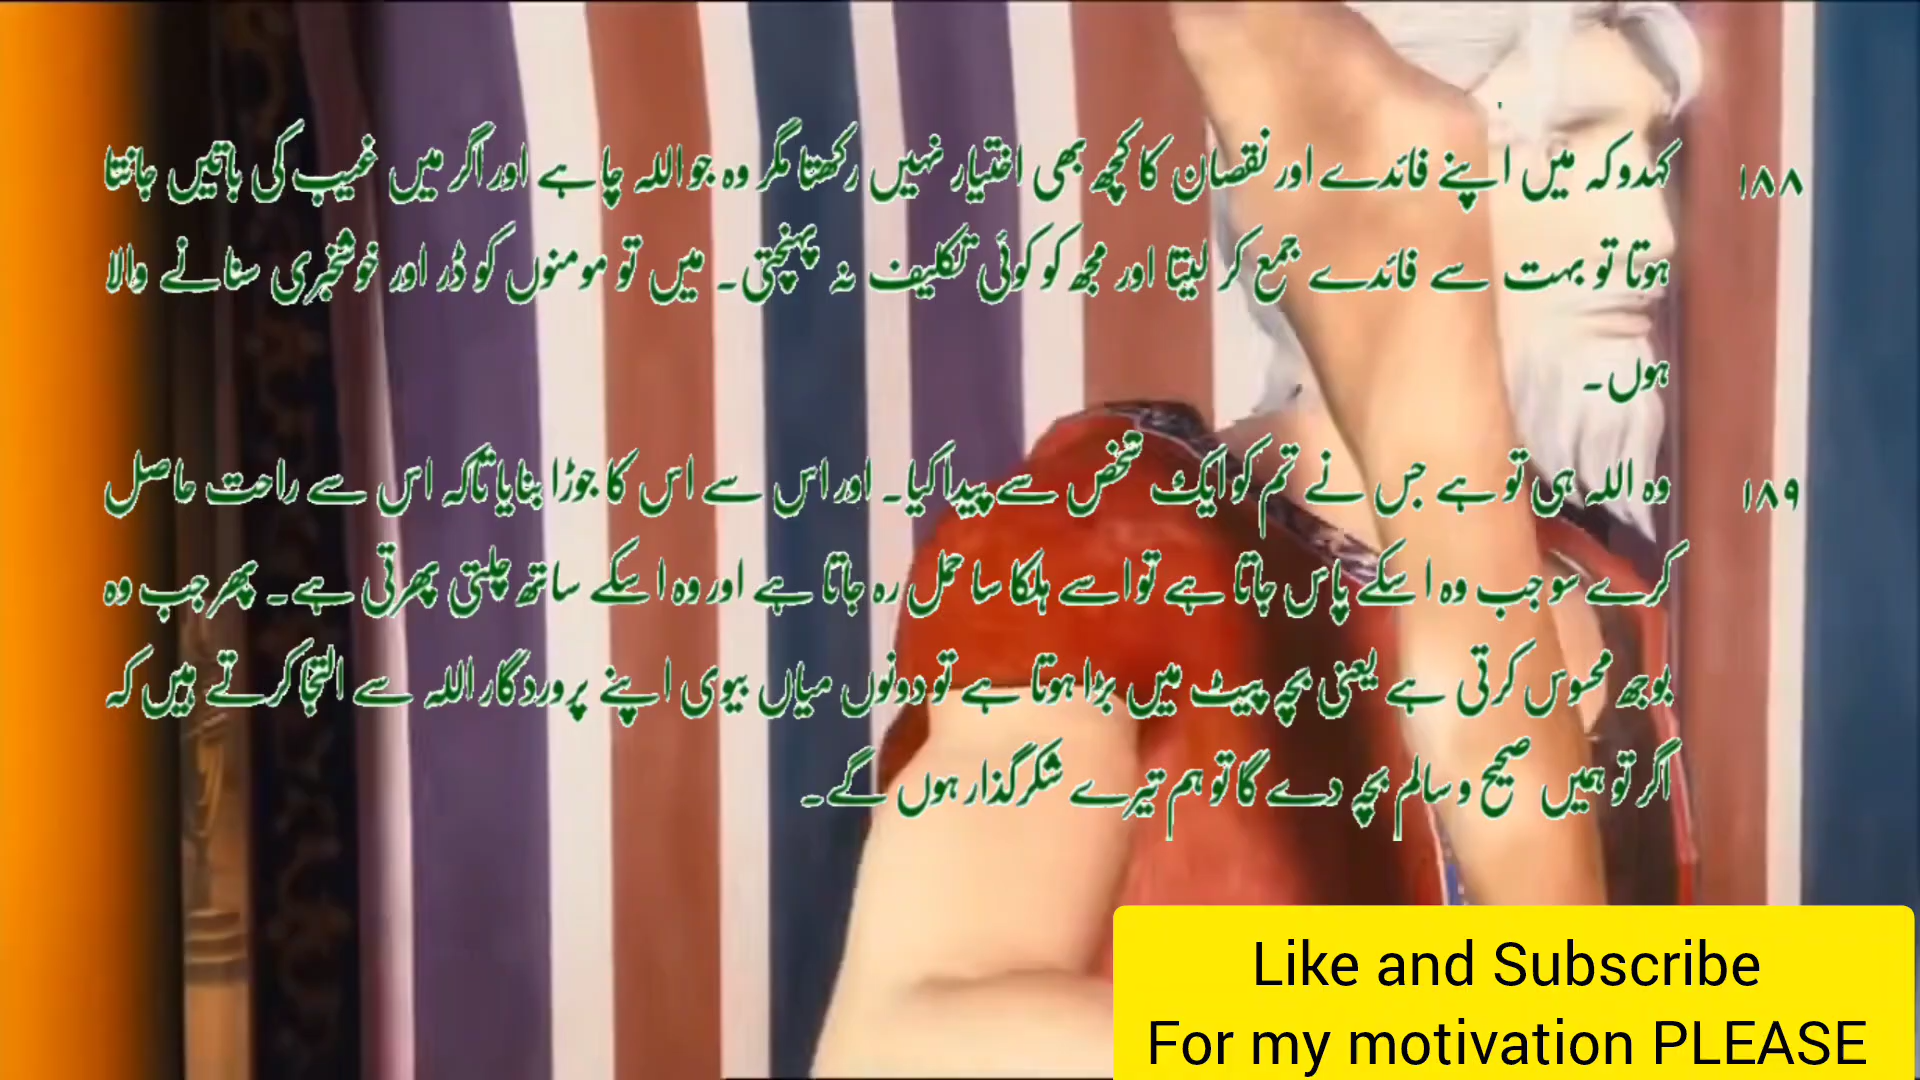 ۱۸۸ کہدو کہ میں اپنے فائدے اور نقصان کا کچھ بھی اختیار نہیں رکھتا مگر وہ جو اللہ چاہے اور اگر میں غیب کی باتیں جانتا
ہوتا تو بہت سے فائدے جمع کر لیتا اور مجھ کو کوئی تکلیف نہ پہنچتی۔ میں تو مومنوں کو ڈر اور خوشخبری سنانے والا
ہوں۔
۱۸۹ وہ اللہ ہی تو ہے جس نے تم کو ایک شخص سے پیدا کیا۔ اور اس سے اس کا جوڑا بنایا تاکہ اس سے راحت حاصل
کرے سو جب وہ اسکے پاس جاتا ہے تو اسے ہلکا سا حمل رہ جاتا ہے اور وہ اسکے ساتھ چلتی پھرتی ہے۔ پھر جب وہ
بوجھ محسوس کرتی ہے یعنی بچہ پیٹ میں بڑا ہوتا ہے تو دونوں میاں بیوی اپنے پروردگار اللہ سے التجا کرتے ہیں کہ
اگر تو ہمیں صحیح و سالم بچہ دے گا تو ہم تیرے شکرگذار ہوں گے۔
Like and Subscribe
For my motivation PLEASE